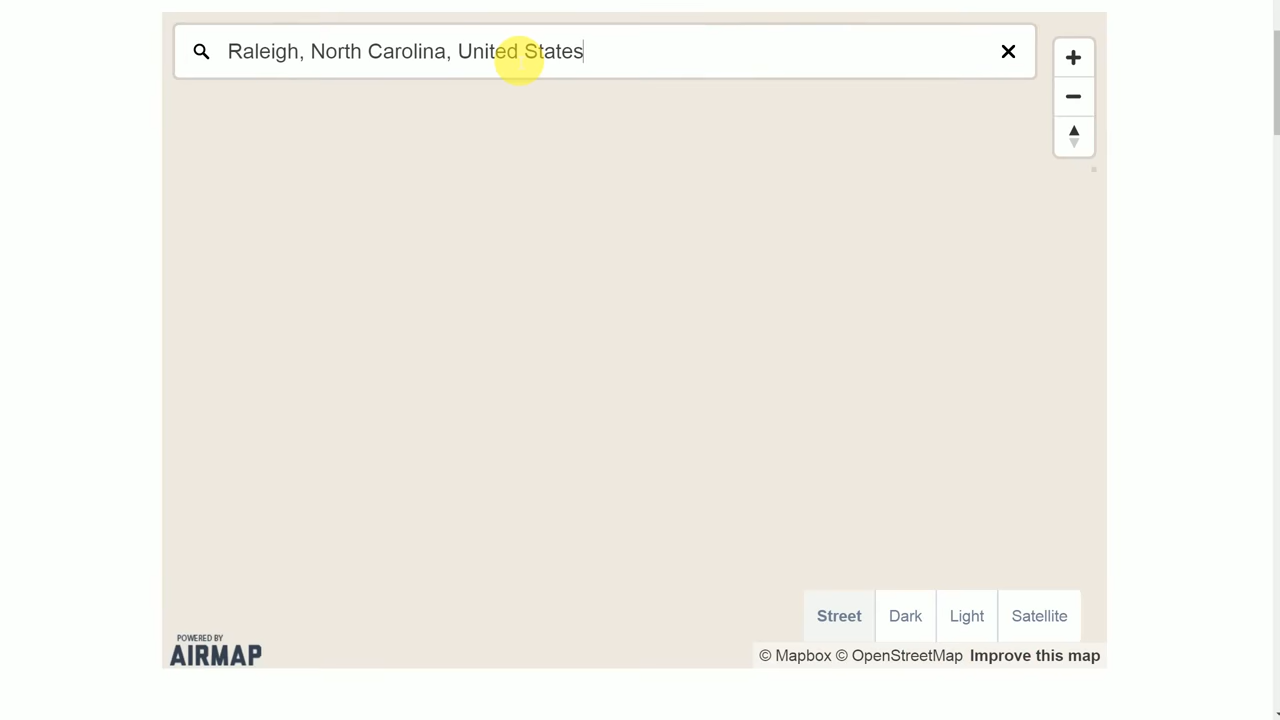 Raleigh, North Carolina, United States
Street Dark Light Satellite
POWERED BY
AIRMAP
© Mapbox © OpenStreetMap Improve this map